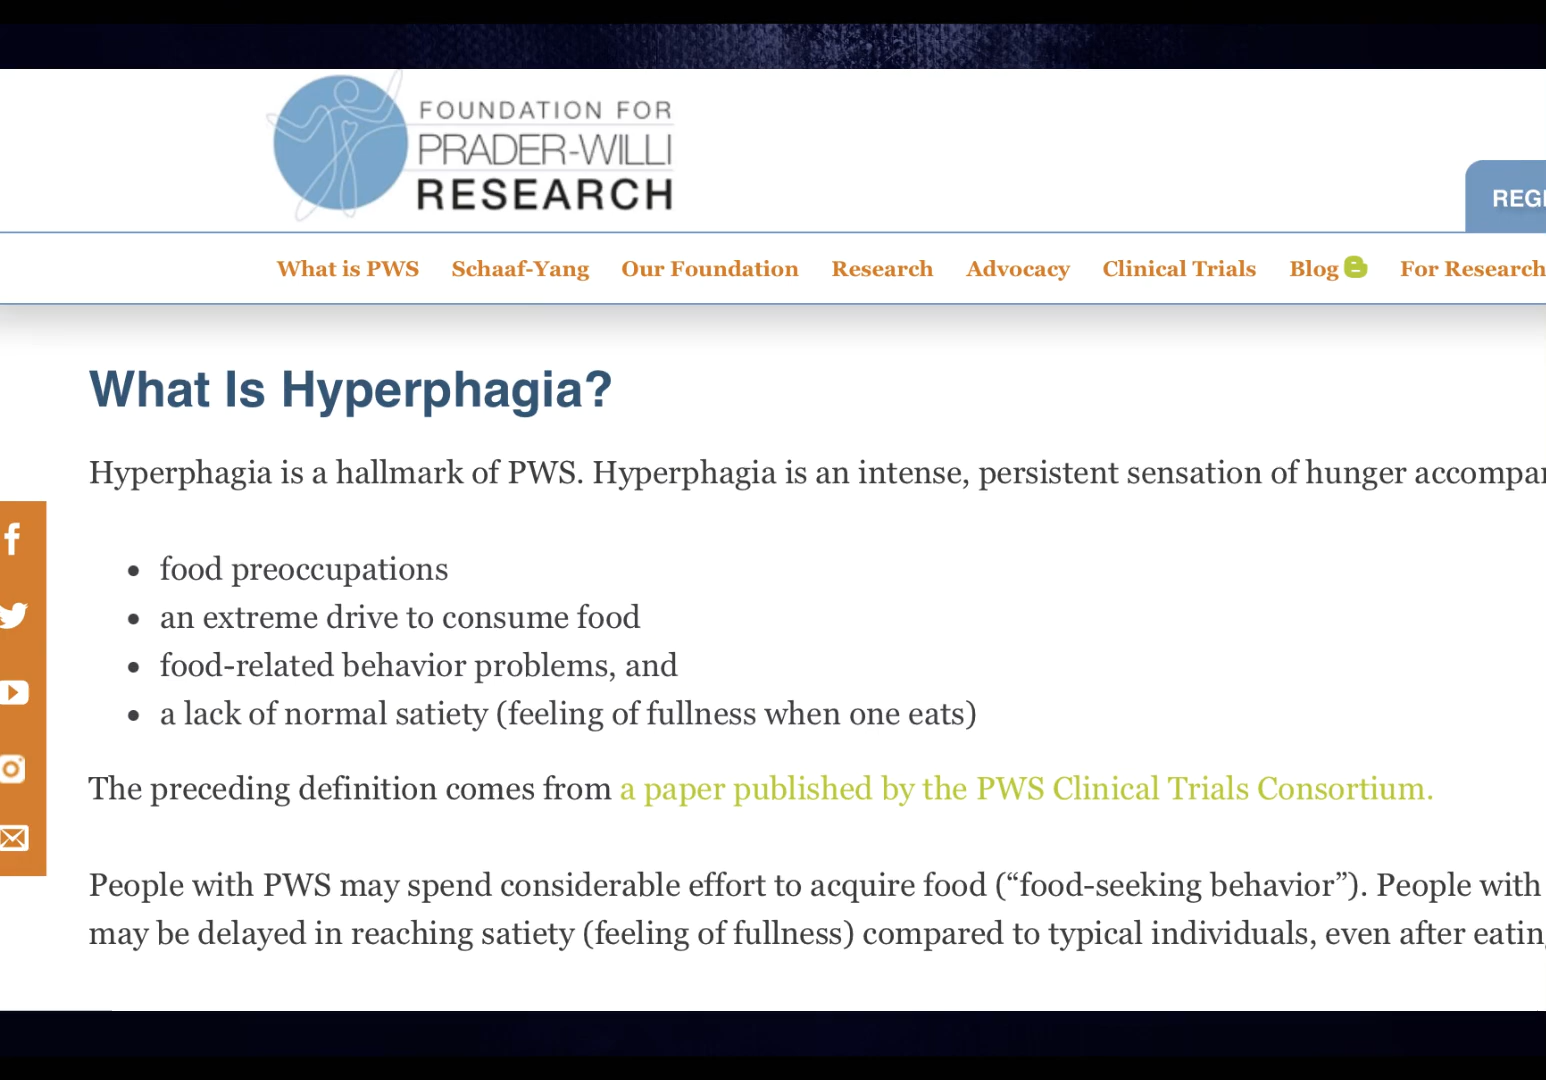 FOUNDATION FOR
PRADER-WILLI
RESEARCH
What is PWS Schaaf-Yang Our Foundation Research Advocacy Clinical Trials Blog For Research
What Is Hyperphagia?
Hyperphagia is a hallmark of PWS. Hyperphagia is an intense, persistent sensation of hunger
food preoccupations
an extreme drive to consume food
food-related behavior problems, and
a lack of normal satiety (feeling of fullness when one eats)
The preceding definition comes from a paper published by the PWS Clinical Trials Consortium.
People with PWS may spend considerable effort to acquire food (“food-seeking behavior”). People with
may be delayed in reaching satiety (feeling of fullness) compared to typical individuals, even after